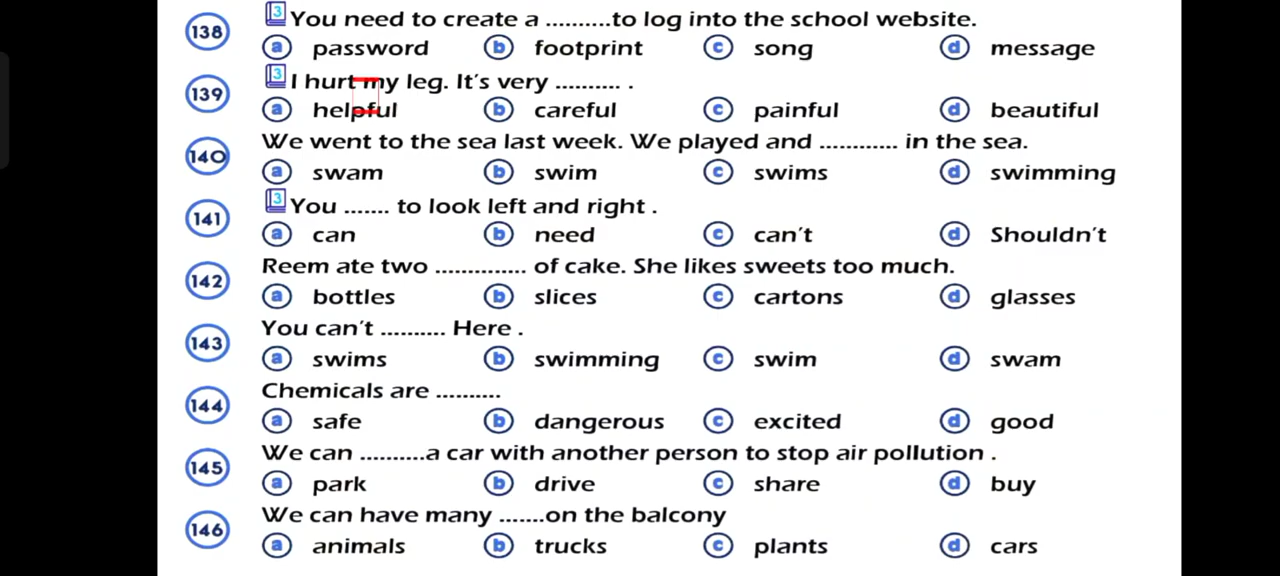 138 3 You need to create a ..........to log into the school website.
a password b footprint c song d message
139 3 I hurt my leg. It's very .......... .
a helpful b careful c painful d beautiful
140 We went to the sea last week. We played and ............ in the sea.
a swam b swim c swims d swimming
141 3 You ....... to look left and right .
a can b need c can't d Shouldn't
142 Reem ate two .............. of cake. She likes sweets too much.
a bottles b slices c cartons d glasses
143 You can't .......... Here .
a swims b swimming c swim d swam
144 Chemicals are ..........
a safe b dangerous c excited d good
145 We can ..........a car with another person to stop air pollution .
a park b drive c share d buy
146 We can have many .......on the balcony
a animals b trucks c plants d cars